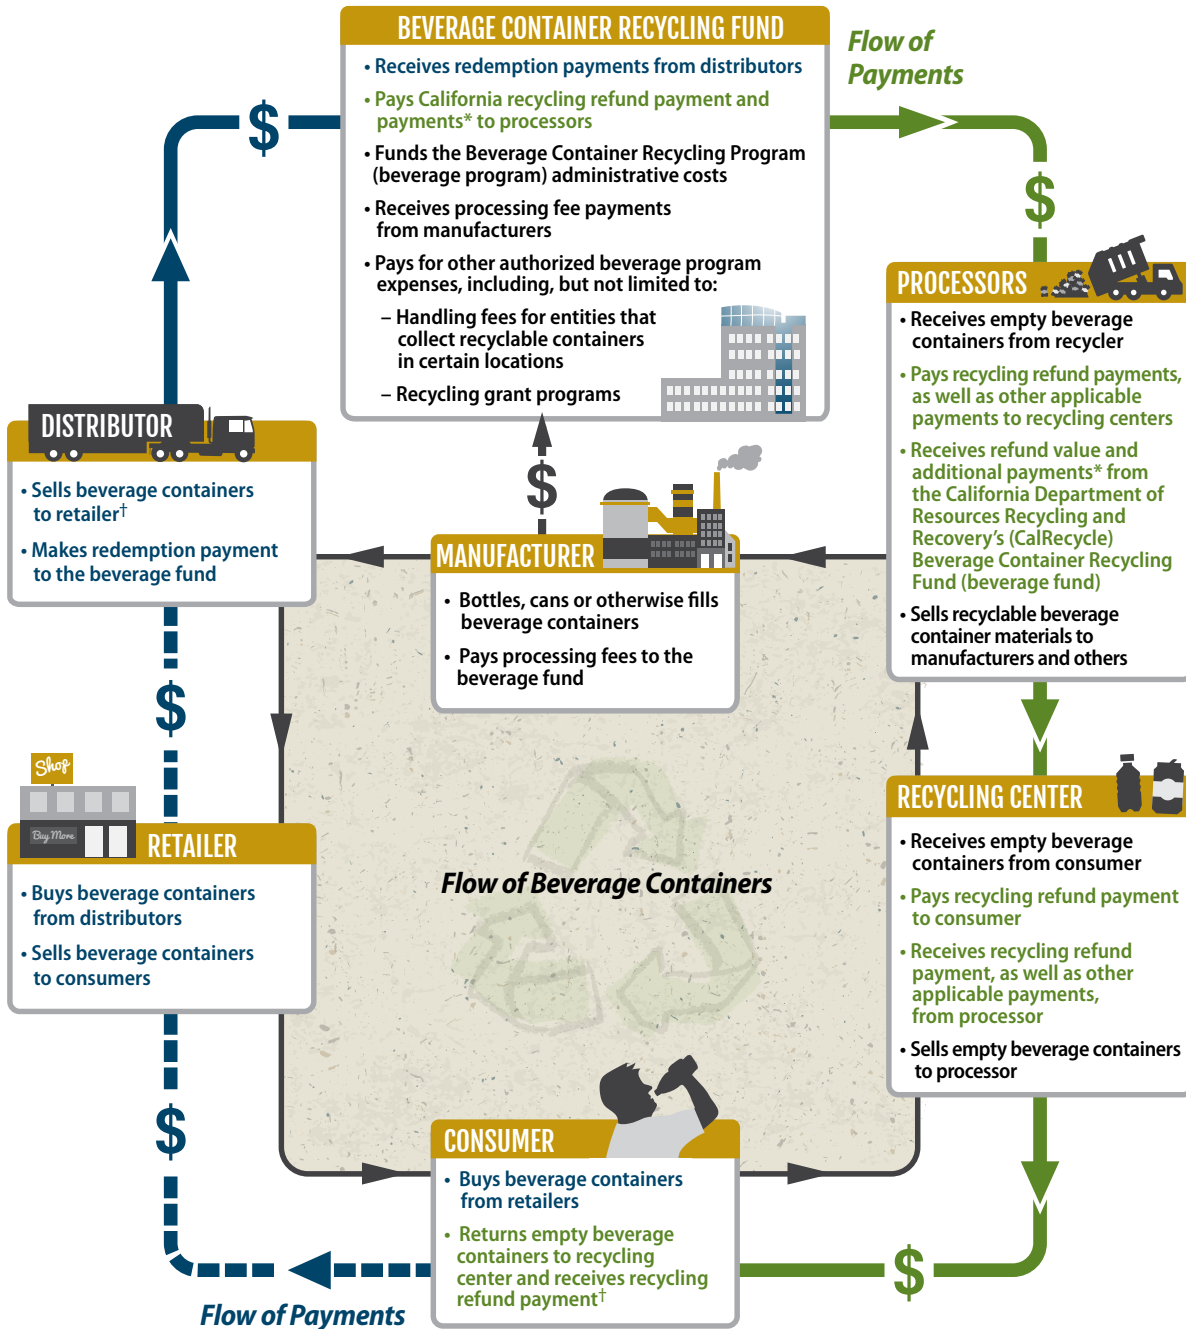 BEVERAGE CONTAINER RECYCLING FUND
• Receives redemption payments from distributors
• Pays California recycling refund payment and
payments* to processors
• Funds the Beverage Container Recycling Program
(beverage program) administrative costs
• Receives processing fee payments
from manufacturers
• Pays for other authorized beverage program
expenses, including, but not limited to:
– Handling fees for entities that
collect recyclable containers
in certain locations
– Recycling grant programs
Flow of
Payments
$
$
PROCESSORS
• Receives empty beverage
containers from recycler
• Pays recycling refund payments,
as well as other applicable
payments to recycling centers
• Receives refund value and
additional payments* from
the California Department of
Resources Recycling and
Recovery's (CalRecycle)
Beverage Container Recycling
Fund (beverage fund)
• Sells recyclable beverage
container materials to
manufacturers and others
DISTRIBUTOR
• Sells beverage containers
to retailer†
• Makes redemption payment
to the beverage fund
$
MANUFACTURER
• Bottles, cans or otherwise fills
beverage containers
• Pays processing fees to the
beverage fund
$
Shop
Buy More
RETAILER
• Buys beverage containers
from distributors
• Sells beverage containers
to consumers
Flow of Beverage Containers
RECYCLING CENTER
• Receives empty beverage
containers from consumer
• Pays recycling refund payment
to consumer
• Receives recycling refund
payment, as well as other
applicable payments,
from processor
• Sells empty beverage containers
to processor
$
CONSUMER
• Buys beverage containers
from retailers
• Returns empty beverage
containers to recycling
center and receives recycling
refund payment†
$
Flow of Payments